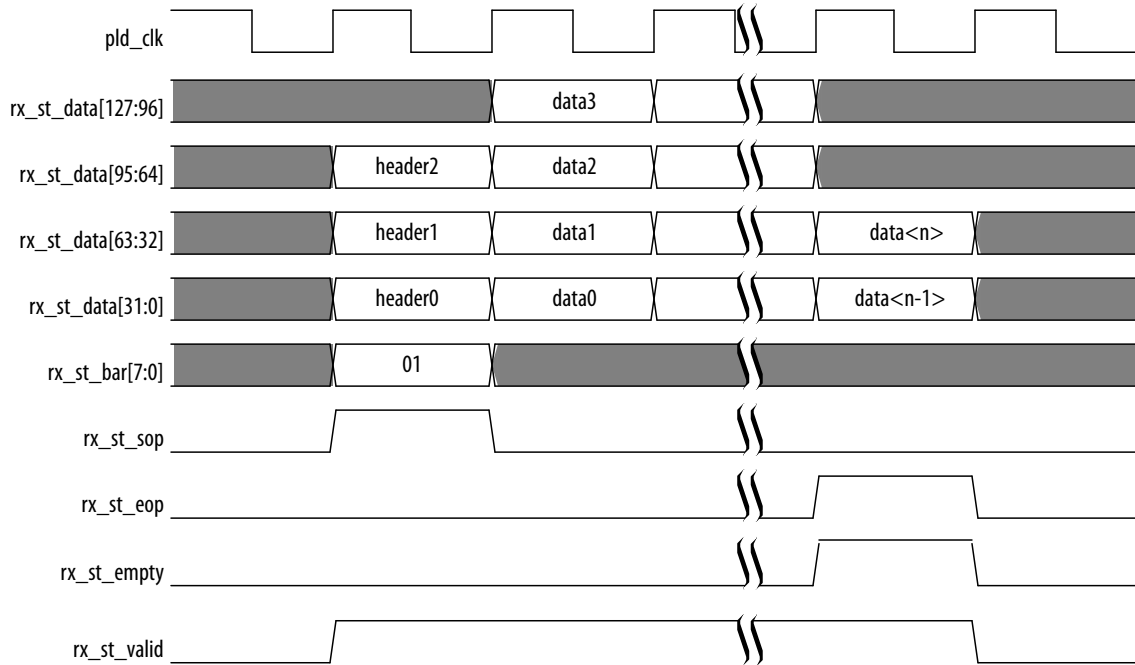 pld_clk
rx_st_data[127:96] data3
rx_st_data[95:64] header2 data2
rx_st_data[63:32] header1 data1 data<n>
rx_st_data[31:0] header0 data0 data<n-1>
rx_st_bar[7:0] 01
rx_st_sop
rx_st_eop
rx_st_empty
rx_st_valid